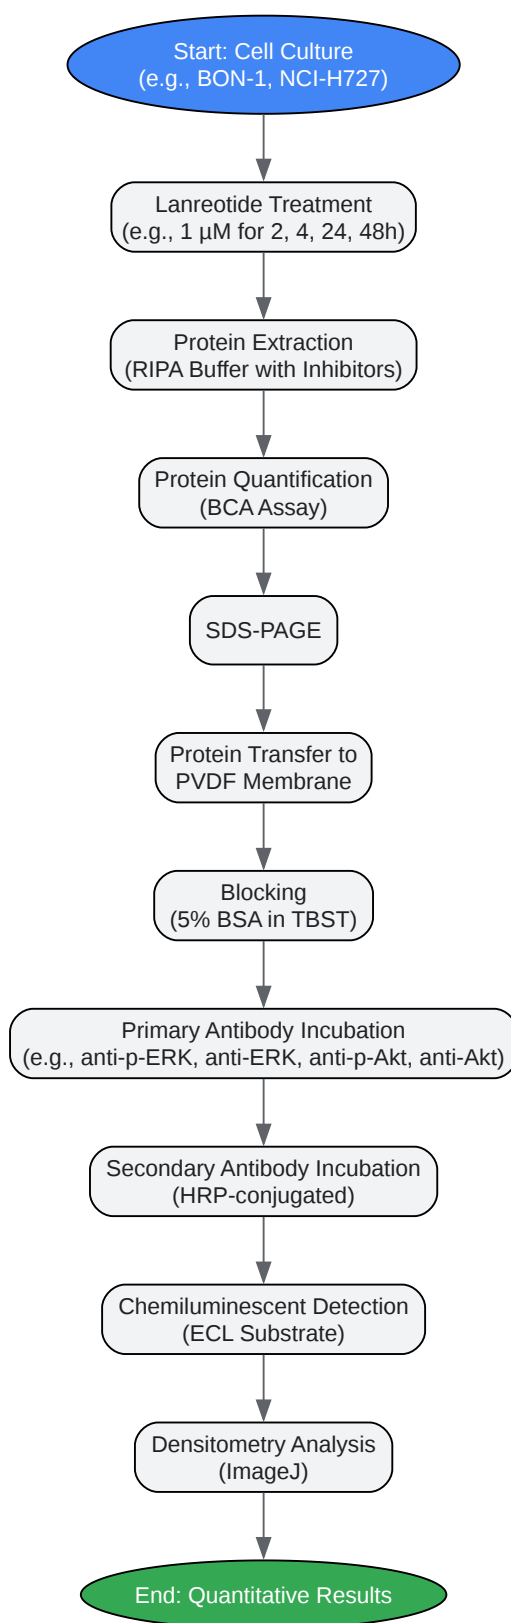 Start: Cell Culture
(e.g., BON-1, NCI-H727)
Lanreotide Treatment
(e.g., 1 µM for 2, 4, 24, 48h)
Protein Extraction
(RIPA Buffer with Inhibitors)
Protein Quantification
(BCA Assay)
SDS-PAGE
Protein Transfer to
PVDF Membrane
Blocking
(5% BSA in TBST)
Primary Antibody Incubation
(e.g., anti-p-ERK, anti-ERK, anti-p-Akt, anti-Akt)
Secondary Antibody Incubation
(HRP-conjugated)
Chemiluminescent Detection
(ECL Substrate)
Densitometry Analysis
(ImageJ)
End: Quantitative Results